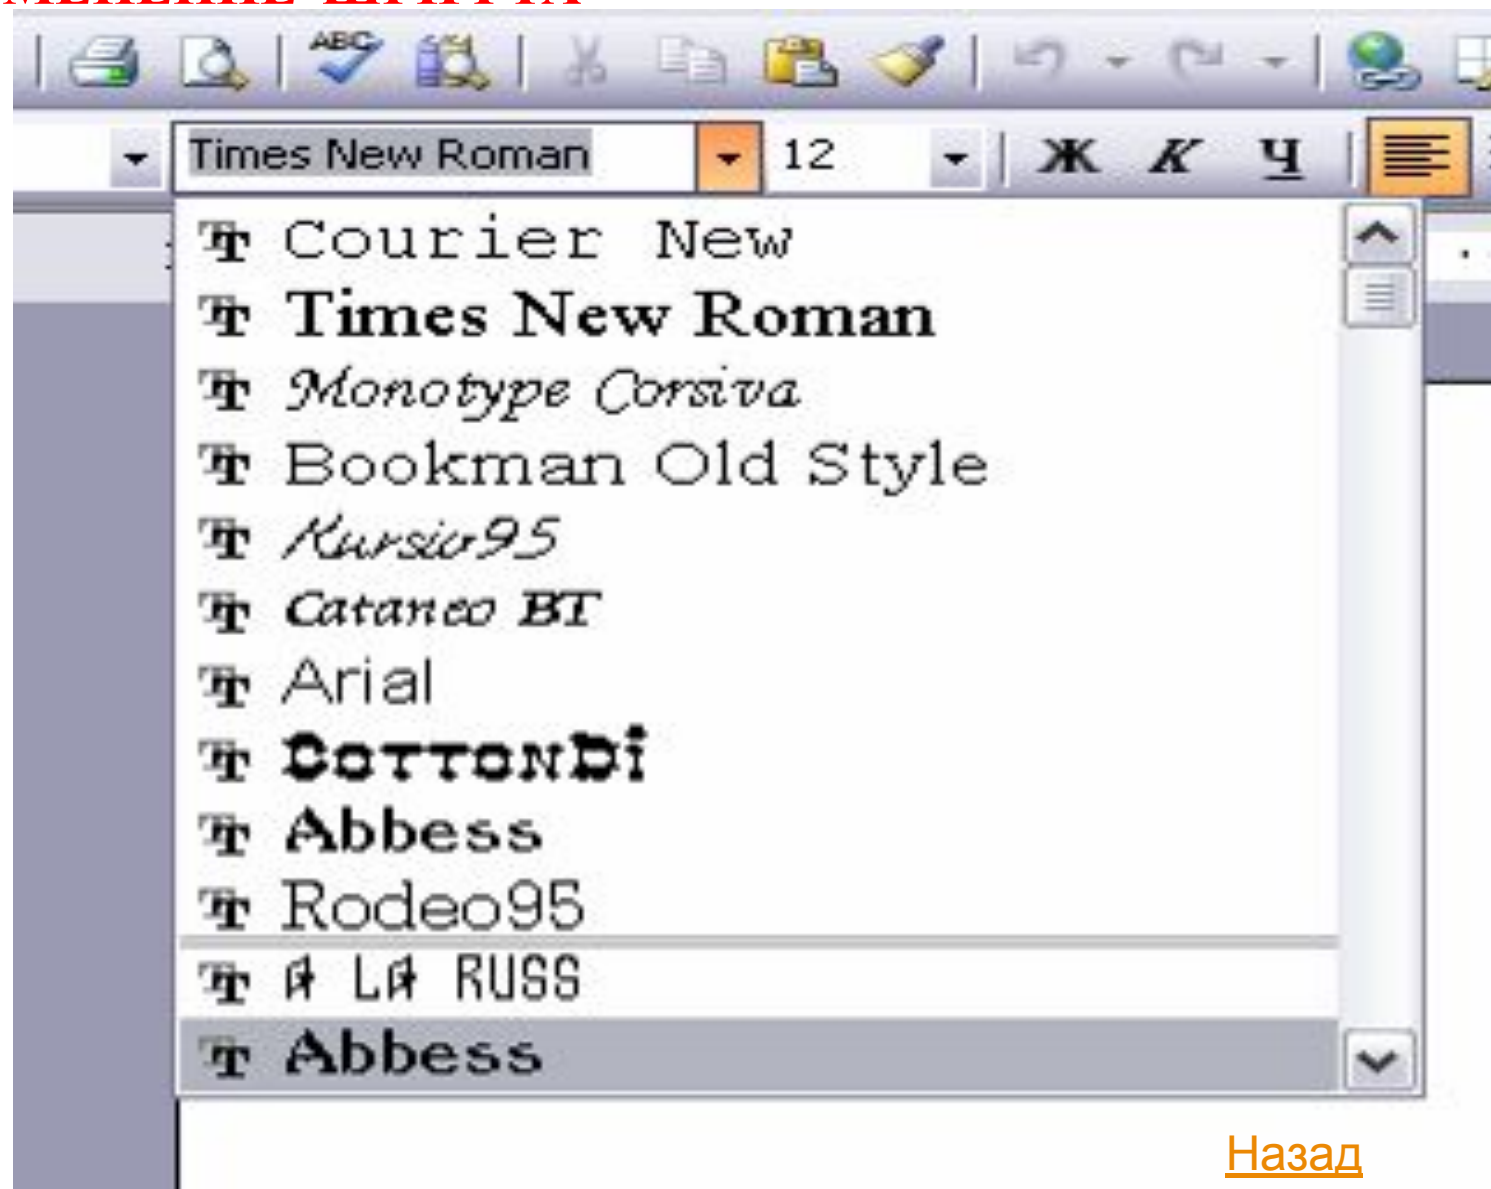 ABC
Times New Roman 12 Ж К Ч
Courier New
Times New Roman
Monotype Corsiva
Bookman Old Style
Kursiv95
Cataneo BT
Arial
CottonDi
Abbess
Rodeo95
A LA RUSS
Abbess
Назад